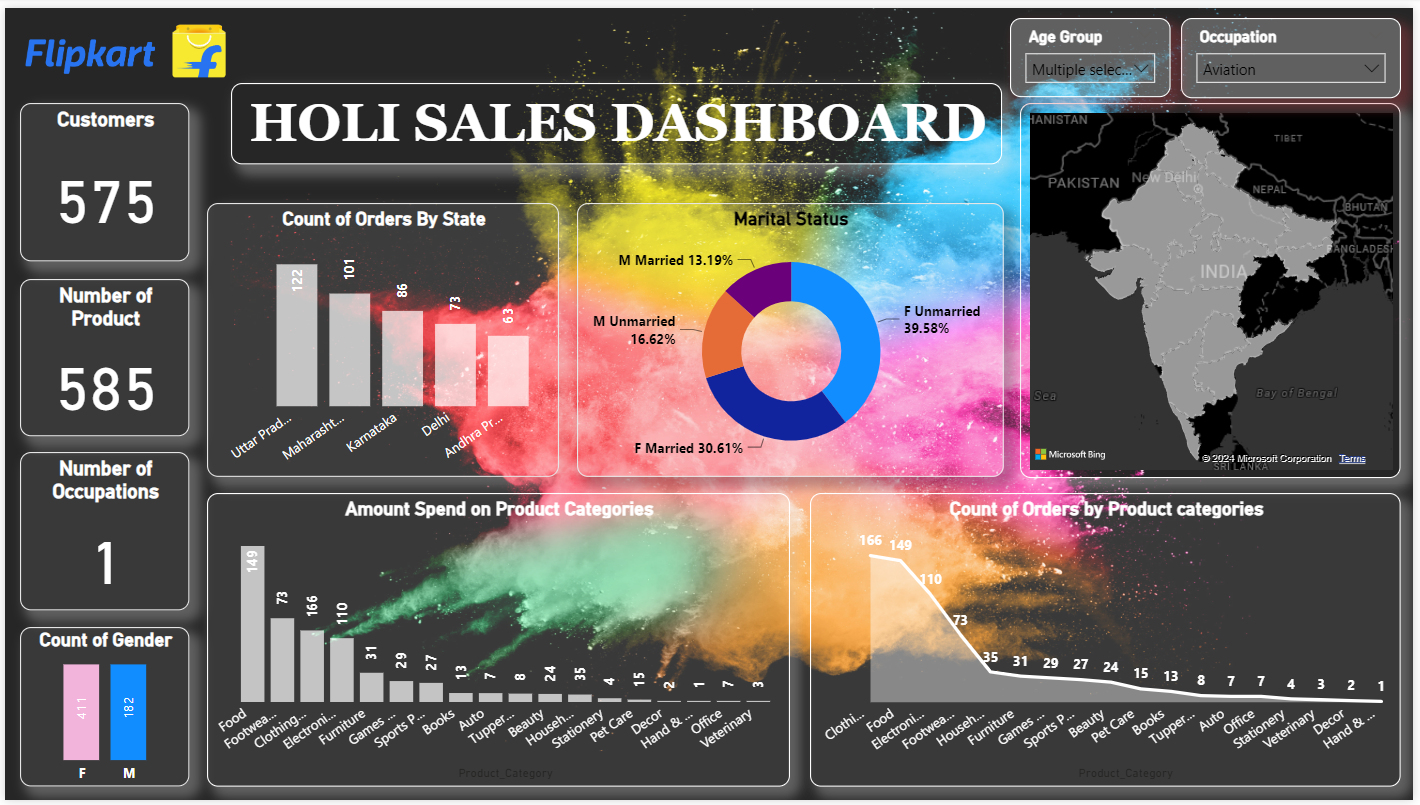 Flipkart
HOLI SALES DASHBOARD
Age Group
Multiple selec...
Occupation
Aviation
Customers
575
Number of
Product
585
Number of
Occupations
1
Count of Gender
411
182
F
M
Count of Orders By State
122
101
86
73
63
Uttar Prad...
Maharasht...
Karnataka
Delhi
Andhra Pr...
Marital Status
M Married 13.19%
F Unmarried
39.58%
M Unmarried
16.62%
F Married 30.61%
HANISTAN
TIBET
PAKISTAN
New Delhi
NEPAL
BHUTAN
BANGLADESH
INDIA
Sea
Bay of Bengal
Microsoft Bing
© 2024 Microsoft Corporation Terms
SRI LANKA
Amount Spend on Product Categories
149
73
166
110
31
29
27
13
7
8
24
35
4
15
2
1
7
3
Food
Footwea...
Clothing...
Electroni...
Furniture
Games ...
Sports P...
Books
Auto
Tupper...
Beauty
Househ...
Stationery
Pet Care
Decor
Hand & ...
Office
Veterinary
Product_Category
Count of Orders by Product categories
166
149
110
73
35
31
29
27
24
15
13
8
7
7
4
3
2
1
Clothi...
Food
Electroni...
Footwea...
Househ...
Furniture
Games ...
Sports P...
Beauty
Pet Care
Books
Tupper...
Auto
Office
Stationery
Veterinary
Decor
Hand & ...
Product_Category